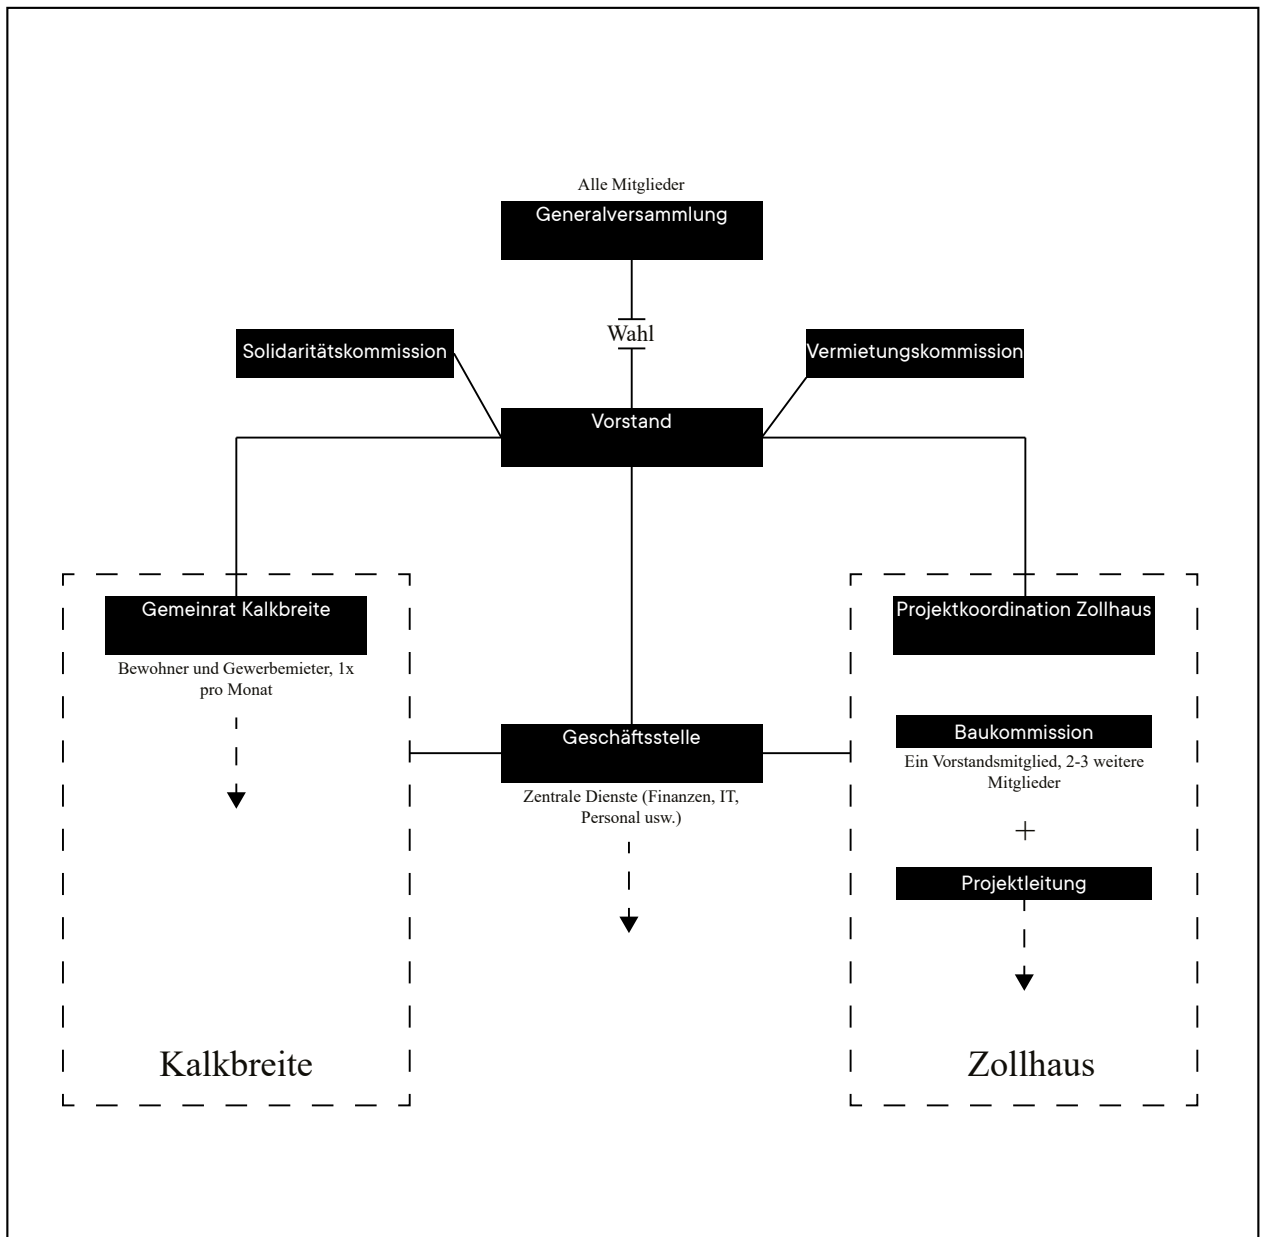 Alle Mitglieder
Generalversammlung
Wahl
Solidaritätskommission
Vermietungskommission
Vorstand
Gemeinrat Kalkbreite
Bewohner und Gewerbemieter, 1x
pro Monat
Projektkoordination Zollhaus
Baukommission
Ein Vorstandsmitglied, 2-3 weitere
Mitglieder
+
Projektleitung
Geschäftsstelle
Zentrale Dienste (Finanzen, IT,
Personal usw.)
Kalkbreite
Zollhaus